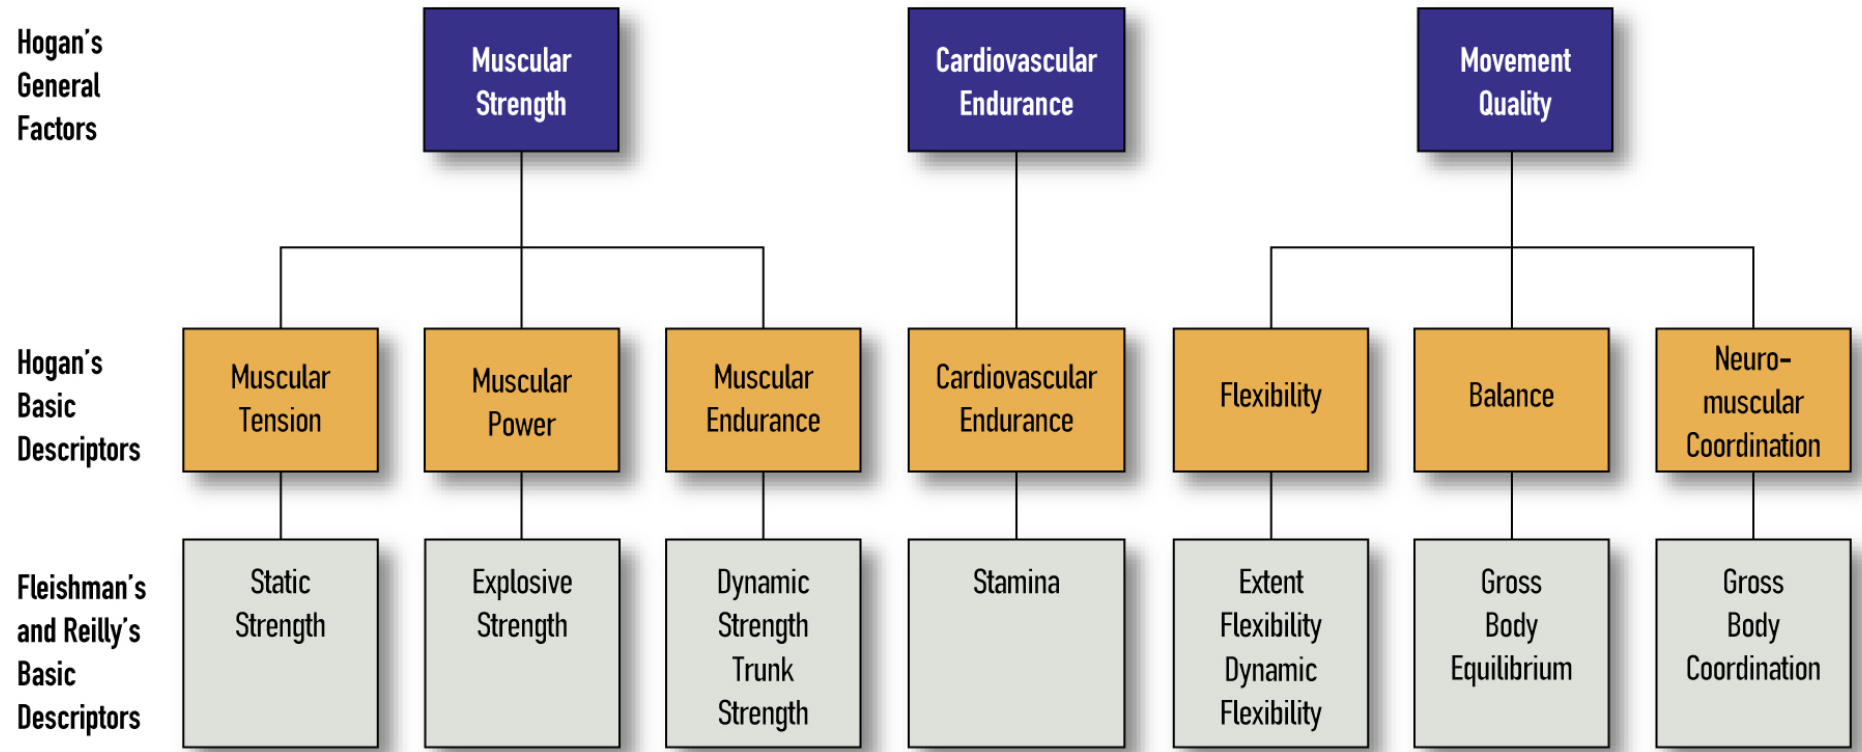 Hogan's
General
Factors
Muscular
Strength
Cardiovascular
Endurance
Movement
Quality
Hogan's
Basic
Descriptors
Muscular
Tension
Muscular
Power
Muscular
Endurance
Cardiovascular
Endurance
Flexibility
Balance
Neuro-
muscular
Coordination
Fleishman's
and Reilly's
Basic
Descriptors
Static
Strength
Explosive
Strength
Dynamic
Strength
Trunk
Strength
Stamina
Extent
Flexibility
Dynamic
Flexibility
Gross
Body
Equilibrium
Gross
Body
Coordination